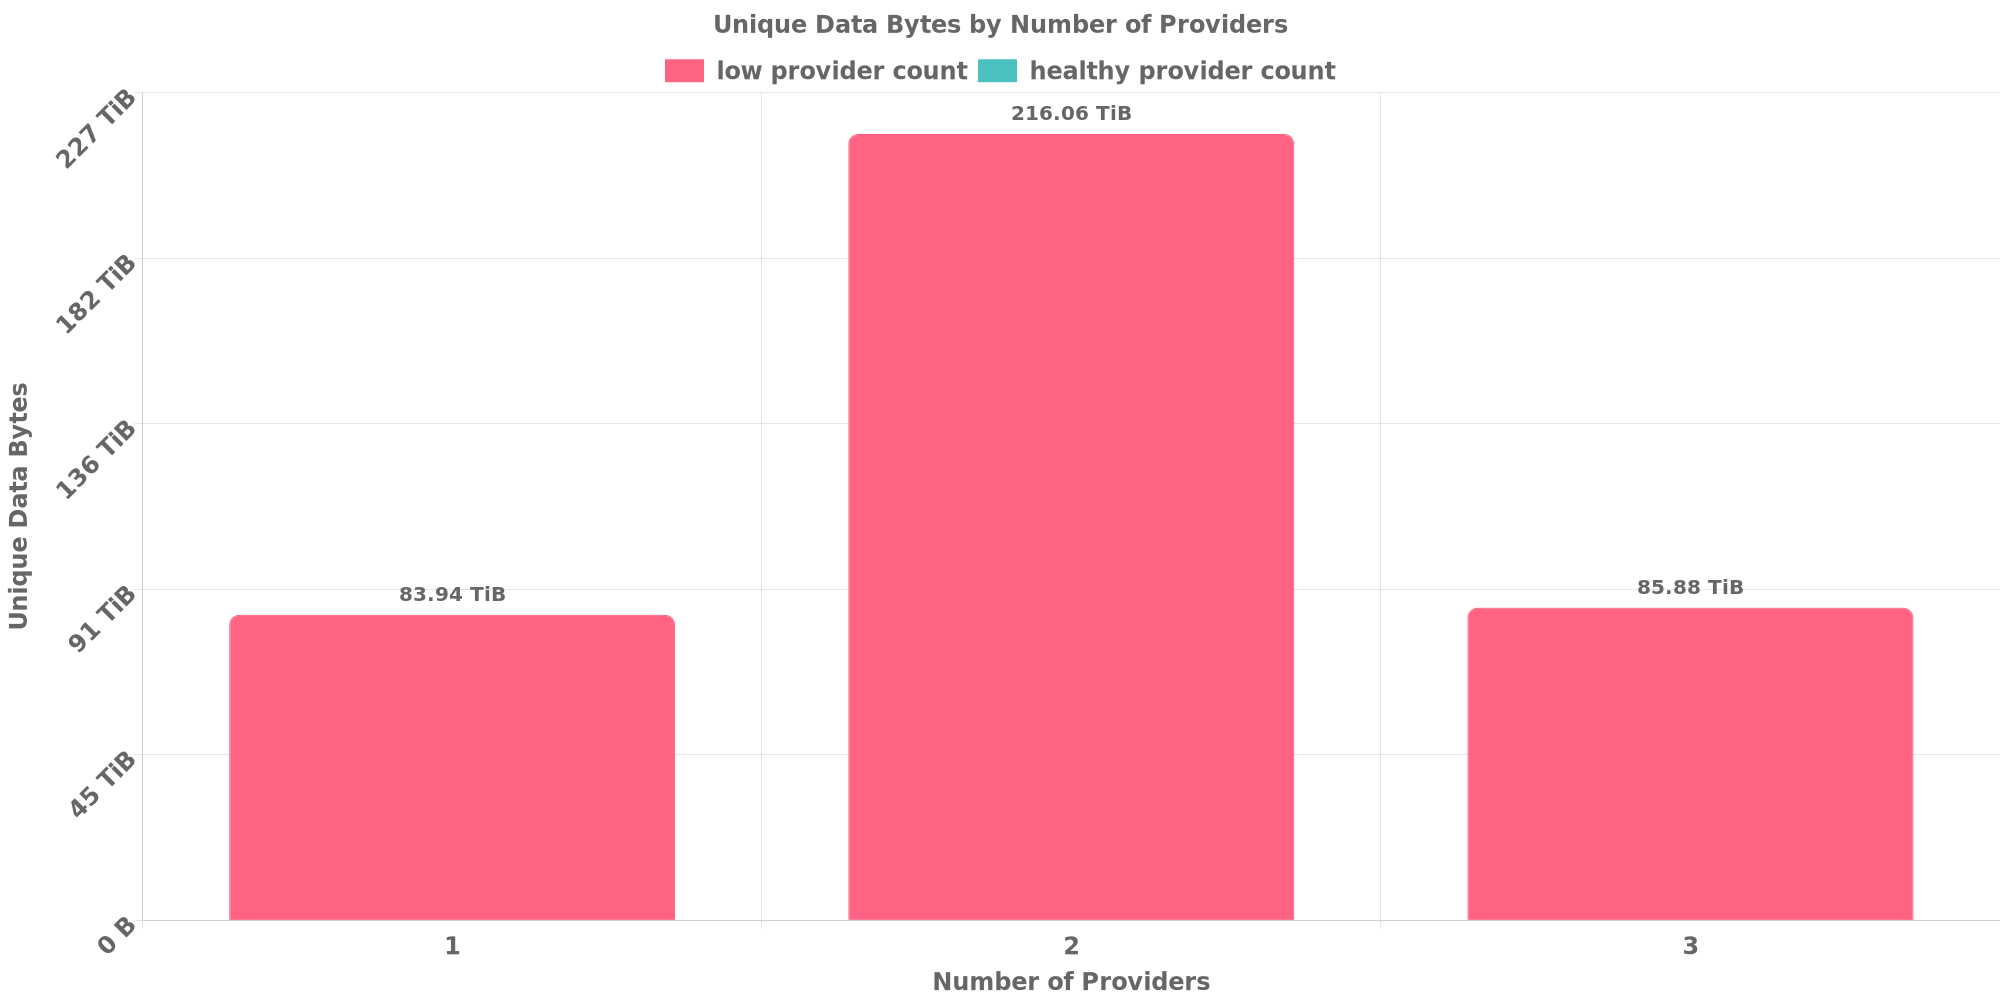 Unique Data Bytes by Number of Providers
low provider count healthy provider count
227 TiB
182 TiB
136 TiB
91 TiB
45 TiB
0 B
Unique Data Bytes
83.94 TiB
216.06 TiB
85.88 TiB
1 2 3
Number of Providers